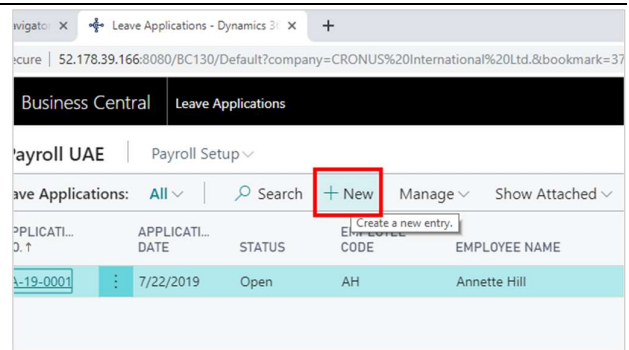 avigato Leave Applications - Dynamics 3
ecure 52.178.39.166:8080/BC130/Default?company=CRONUS%20International%20Ltd.&bookmark=37
Business Central Leave Applications
Payroll UAE Payroll Setup
ave Applications: All Search + New Manage Show Attached
Create a new entry.
PPLICATI... APPLICATI... EMPLOYEE
O. ↑ DATE STATUS CODE EMPLOYEE NAME
A-19-0001 7/22/2019 Open AH Annette Hill